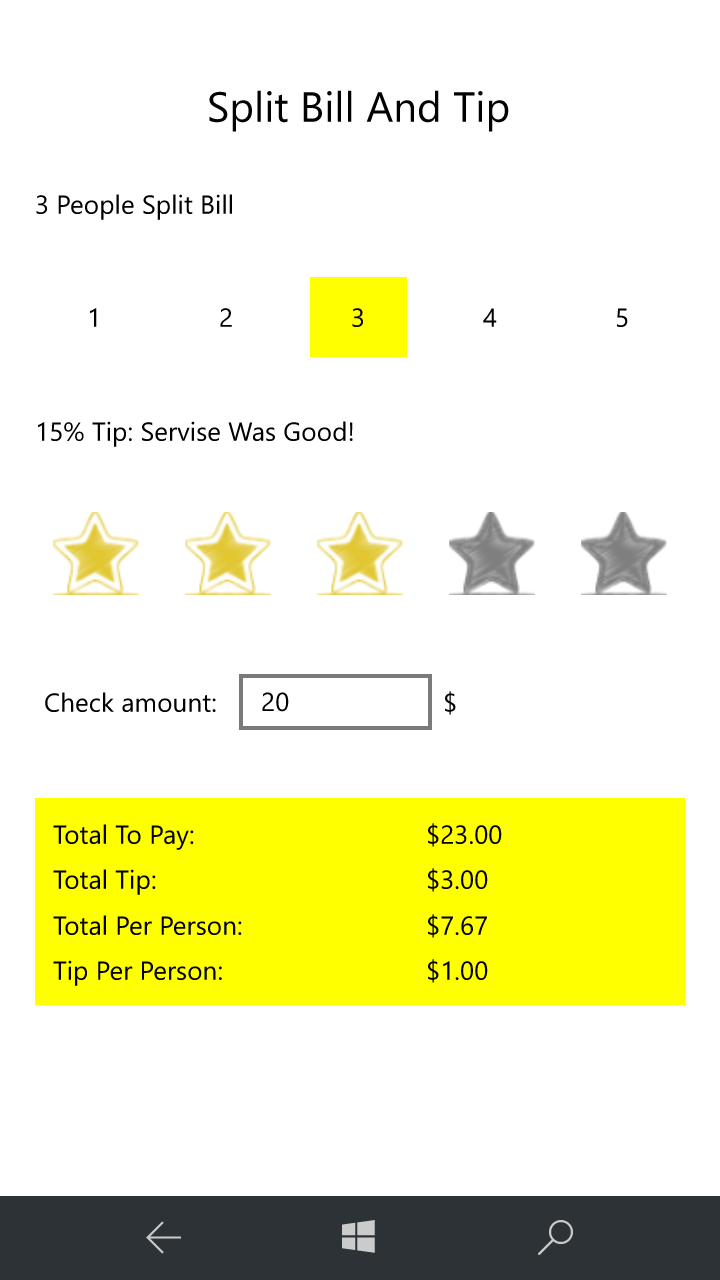 Split Bill And Tip
3 People Split Bill
1 2 3 4 5
15% Tip: Servise Was Good!
Check amount: 20 $
Total To Pay: $23.00
Total Tip: $3.00
Total Per Person: $7.67
Tip Per Person: $1.00